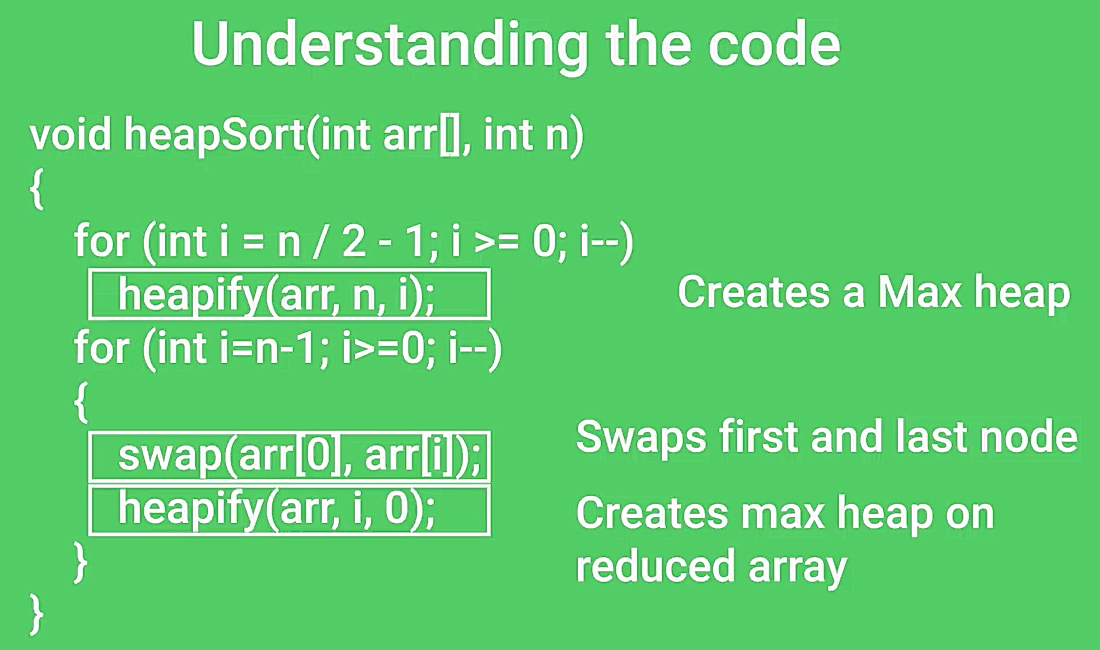 Understanding the code
void heapSort(int arr[], int n)
{
for (int i = n / 2 - 1; i >= 0; i--)
heapify(arr, n, i);
Creates a Max heap
for (int i=n-1; i>=0; i--)
{
swap(arr[0], arr[i]);
Swaps first and last node
heapify(arr, i, 0);
Creates max heap on
reduced array
}
}